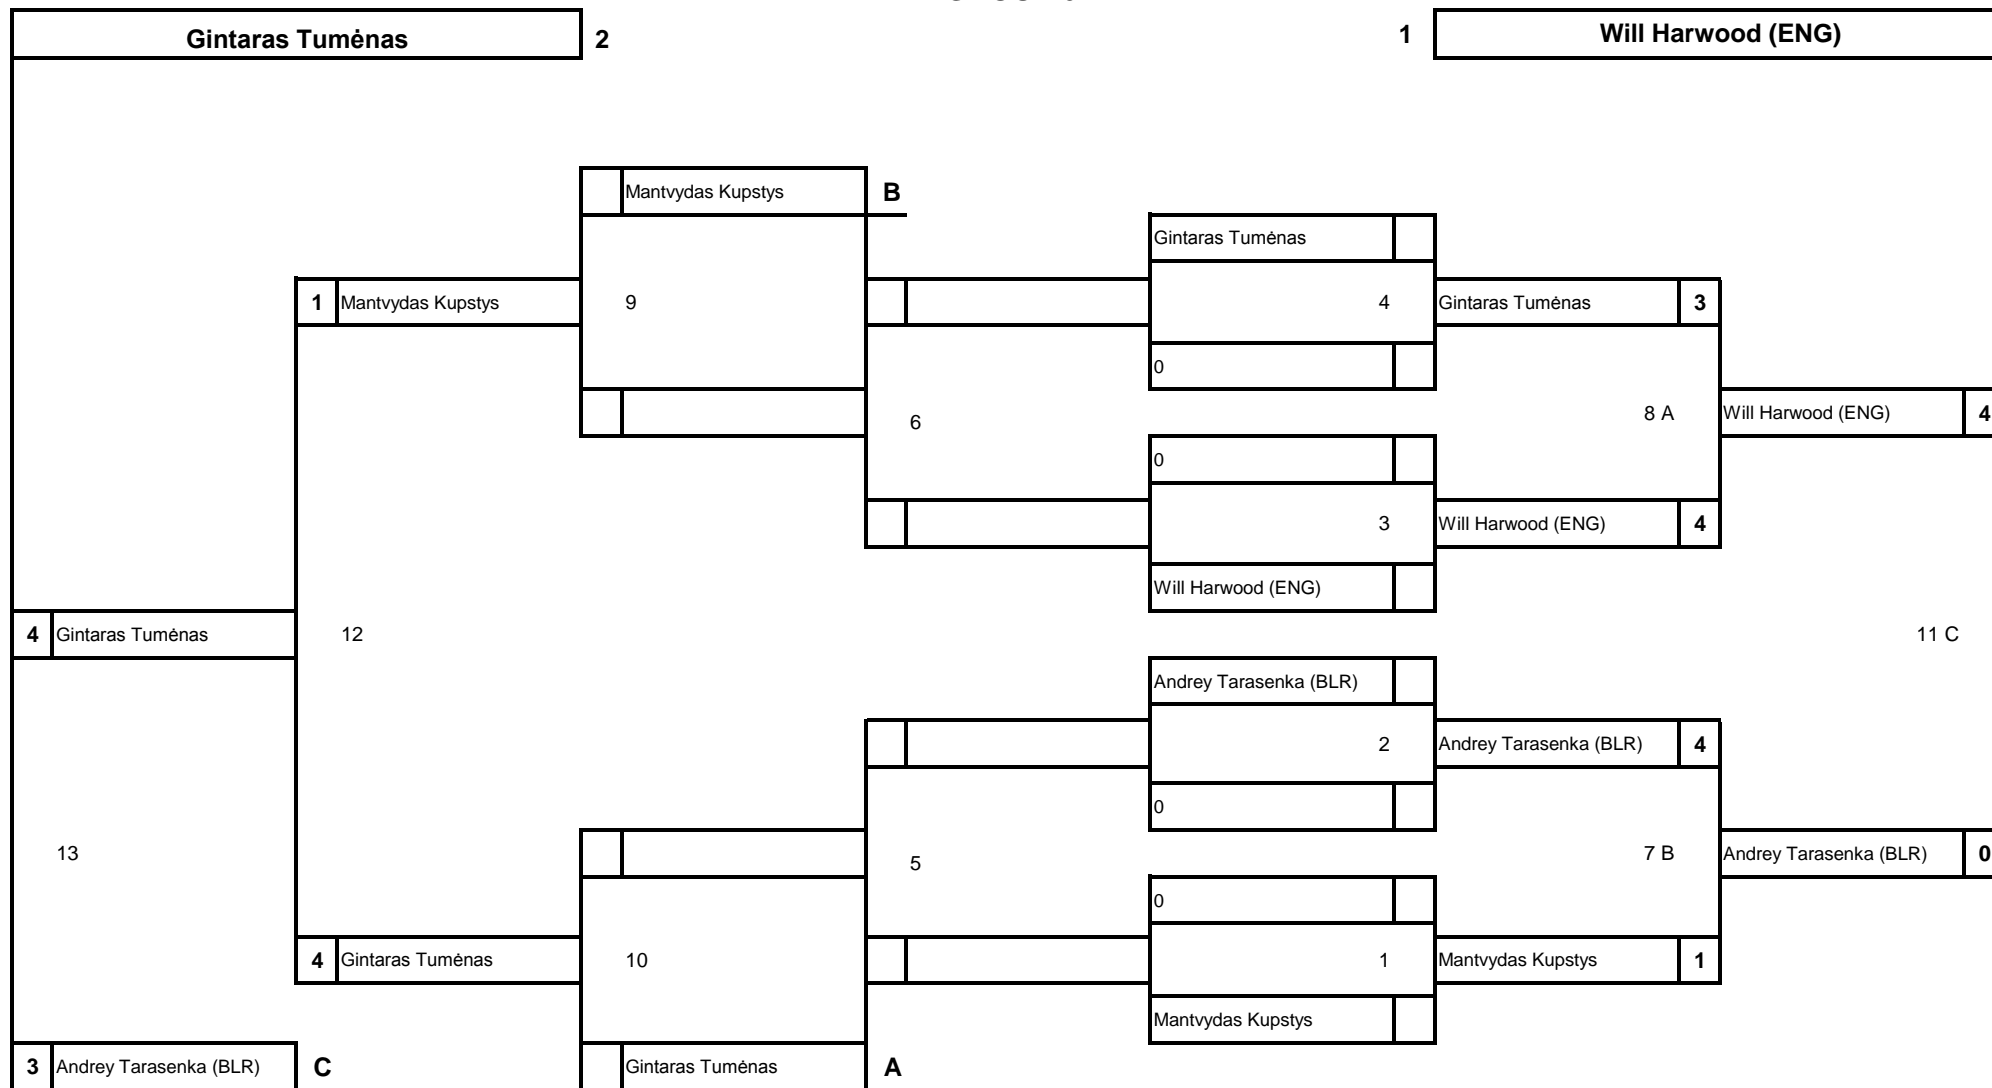 Gintaras Tumėnas 2 1 Will Harwood (ENG)
Mantvydas Kupstys B
Gintaras Tumėnas
1 Mantvydas Kupstys 9 4 Gintaras Tumėnas 3
0
6 8 A Will Harwood (ENG) 4
0
3 Will Harwood (ENG) 4
Will Harwood (ENG)
4 Gintaras Tumėnas 12 11 C
Andrey Tarasenka (BLR)
2 Andrey Tarasenka (BLR) 4
0
13 5 7 B Andrey Tarasenka (BLR) 0
0
4 Gintaras Tumėnas 10 1 Mantvydas Kupstys 1
Mantvydas Kupstys
3 Andrey Tarasenka (BLR) C Gintaras Tumėnas A